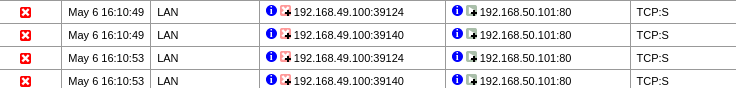 May 6 16:10:49 LAN 192.168.49.100:39124 192.168.50.101:80 TCP:S
May 6 16:10:49 LAN 192.168.49.100:39140 192.168.50.101:80 TCP:S
May 6 16:10:53 LAN 192.168.49.100:39124 192.168.50.101:80 TCP:S
May 6 16:10:53 LAN 192.168.49.100:39140 192.168.50.101:80 TCP:S